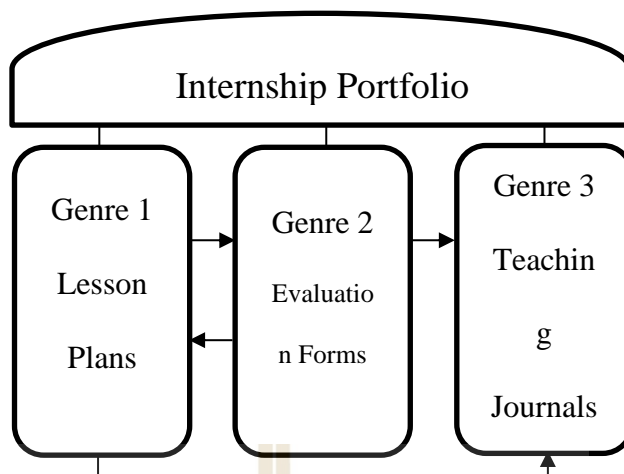 Internship Portfolio
Genre 1
Lesson
Plans
Genre 2
Evaluatio
n Forms
Genre 3
Teachin
g
Journals